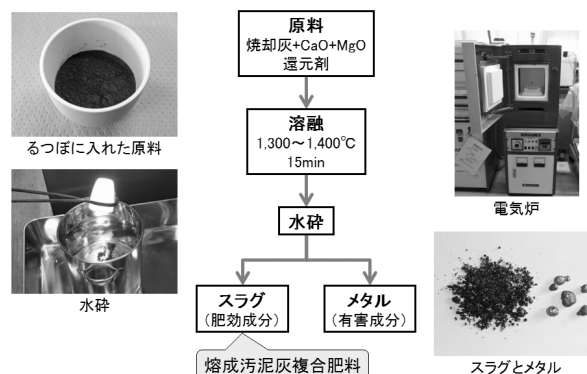 原料
焼却灰+CaO+MgO
還元剤
るつぼに入れた原料
溶融
1,300～1,400℃
15min
電気炉
水砕
水砕
スラグ
(肥効成分)
メタル
(有害成分)
熔成汚泥灰複合肥料
スラグとメタル